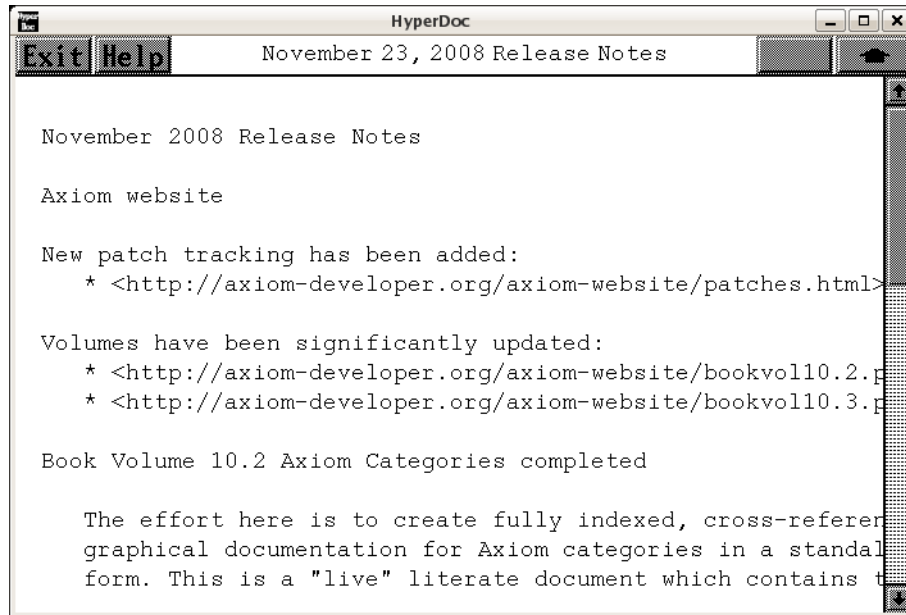 Hyper Doc
HyperDoc
Exit Help November 23, 2008 Release Notes
November 2008 Release Notes
Axiom website
New patch tracking has been added:
* <http://axiom-developer.org/axiom-website/patches.html>
Volumes have been significantly updated:
* <http://axiom-developer.org/axiom-website/bookvol10.2.p
* <http://axiom-developer.org/axiom-website/bookvol10.3.p
Book Volume 10.2 Axiom Categories completed
The effort here is to create fully indexed, cross-referen
graphical documentation for Axiom categories in a standal
form. This is a "live" literate document which contains t